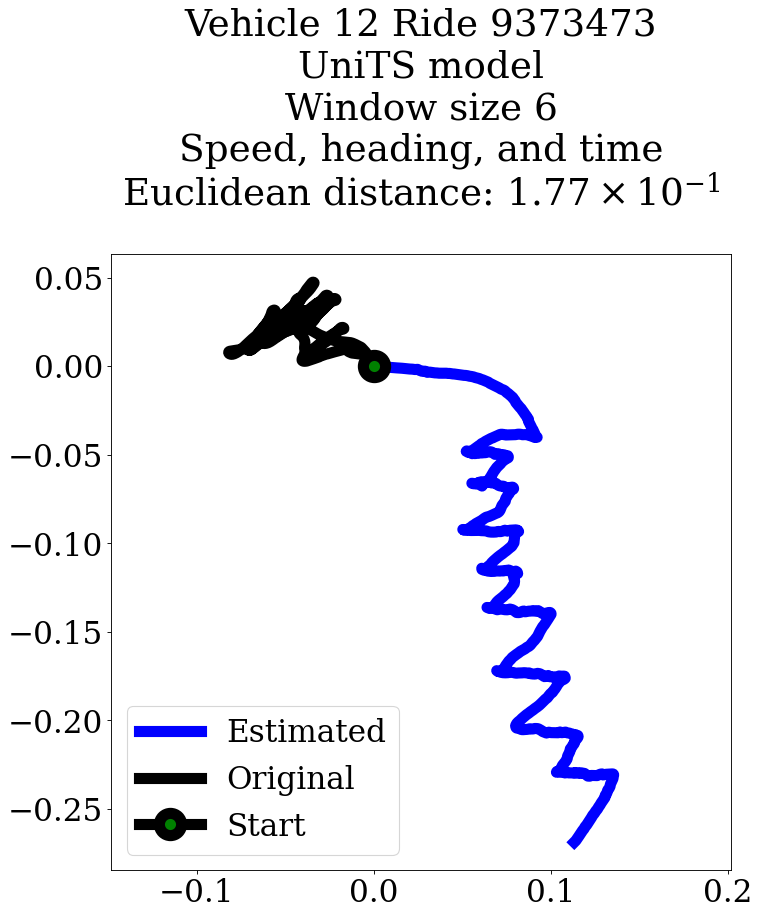 Vehicle 12 Ride 9373473
UniTS model
Window size 6
Speed, heading, and time
Euclidean distance: 1.77 × 10⁻¹
0.05
0.00
−0.05
−0.10
−0.15
−0.20
−0.25
Estimated
Original
Start
−0.1
0.0
0.1
0.2